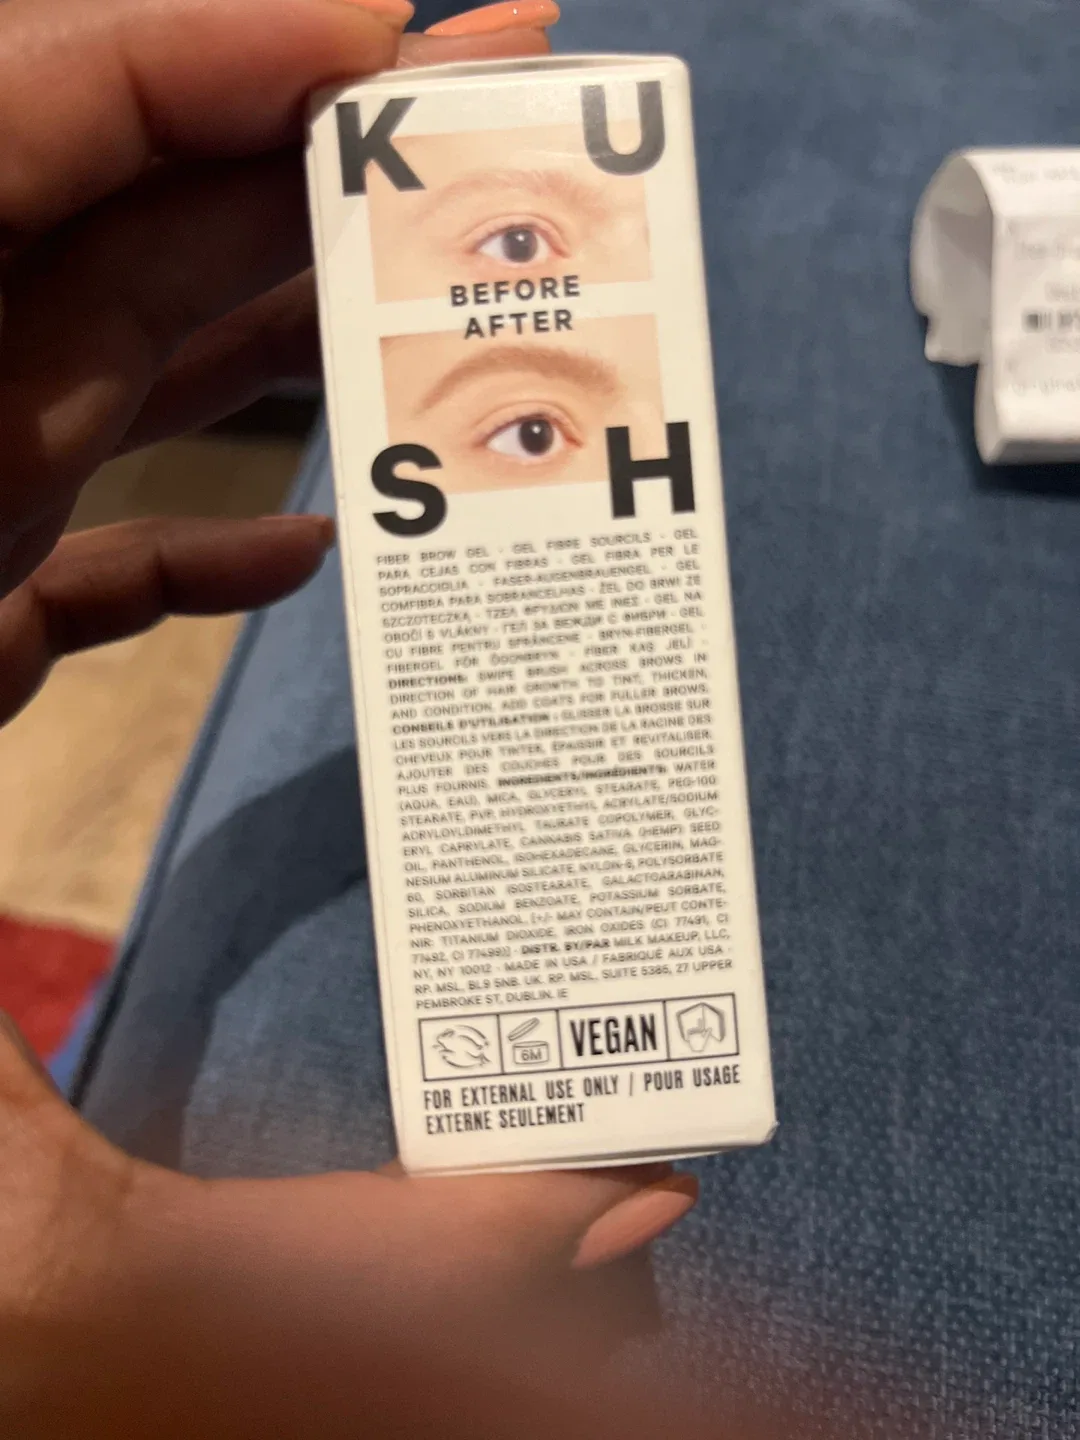 K U
BEFORE
AFTER
S H
FIBER BROW GEL · GEL FIBRE SOURCILS · GEL
PARA CEJAS CON FIBRAS · GEL FIBRA PER LE
SOPRACCIGLIA · FASER-AUGENBRAUENGEL · GEL
COMFIBRA PARA SOBRANCELHAS · ŻEL DO BRWI ZE
SZCZOTECZKĄ · ΤΖΕΛ ΦΡΥΔΙΩΝ ΜΕ ΙΝΕΣ · GEL NA
OBOČÍ S VLÁKNY · ГЕЛ ЗА ВЕЖДИ С ФИБРИ · GEL
CU FIBRE PENTRU SPRÂNCENE · BRYN-FIBERGEL ·
FIBERGEL FÖR ÖGONBRYN · FIBER KAŞ JELİ ·
DIRECTIONS: SWIPE BRUSH ACROSS BROWS IN
DIRECTION OF HAIR GROWTH TO TINT, THICKEN,
AND CONDITION. ADD COATS FOR FULLER BROWS.
CONSEILS D'UTILISATION : GLISSER LA BROSSE SUR
LES SOURCILS VERS LA DIRECTION DE LA RACINE DES
CHEVEUX POUR TINTER, ÉPAISSIR ET REVITALISER.
AJOUTER DES COUCHES POUR DES SOURCILS
PLUS FOURNIS. INGREDIENTS/INGRÉDIENTS: WATER
(AQUA, EAU), MICA, GLYCERYL STEARATE, PEG-100
STEARATE, PVP, HYDROXYETHYL ACRYLATE/SODIUM
ACRYLOYLDIMETHYL TAURATE COPOLYMER, GLYC-
ERYL CAPRYLATE, CANNABIS SATIVA (HEMP) SEED
OIL, PANTHENOL, ISOHEXADECANE, GLYCERIN, MAG-
NESIUM ALUMINUM SILICATE, NYLON-6, POLYSORBATE
60, SORBITAN ISOSTEARATE, GALACTOARABINAN,
SILICA, SODIUM BENZOATE, POTASSIUM SORBATE,
PHENOXYETHANOL, [+/- MAY CONTAIN/PEUT CONTE-
NIR: TITANIUM DIOXIDE, IRON OXIDES (CI 77491, CI
77492, CI 77499)] · DISTR. BY/PAR MILK MAKEUP, LLC,
NY, NY 10012 · MADE IN USA / FABRIQUÉ AUX USA ·
RP. MSL, BL9 5NB. UK. RP. MSL, SUITE 5385, 27 UPPER
PEMBROKE ST, DUBLIN. IE
6M VEGAN
FOR EXTERNAL USE ONLY / POUR USAGE
EXTERNE SEULEMENT